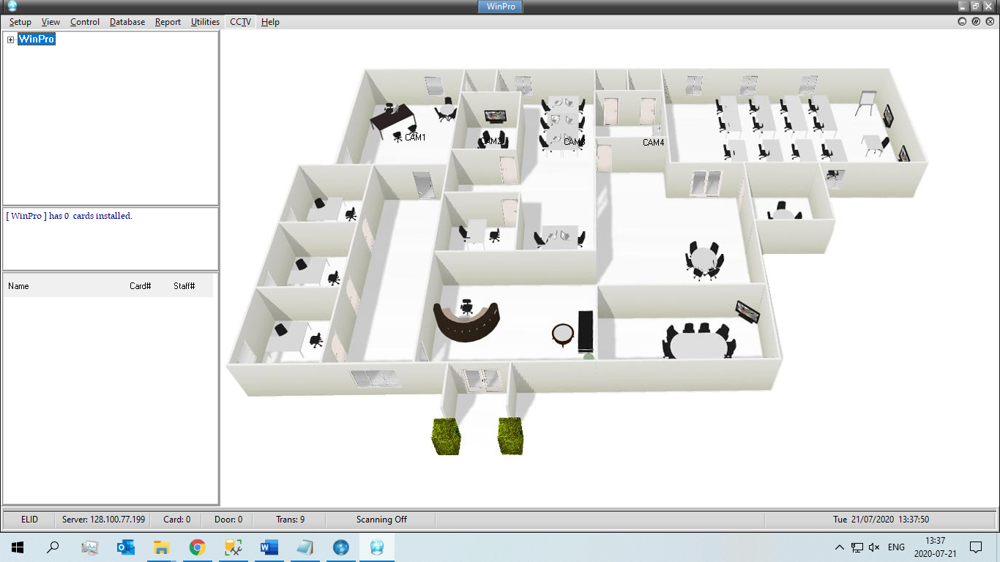 WinPro
Setup View Control Database Report Utilities CCTV Help
WinPro
[ WinPro ] has 0 cards installed.
Name Card# Staff#
CAM1
CAM2
CAM3
CAM4
ELID Server: 128.100.77.199 Card: 0 Door: 0 Trans: 9 Scanning Off Tue 21/07/2020 13:37:50
ENG
13:37
2020-07-21